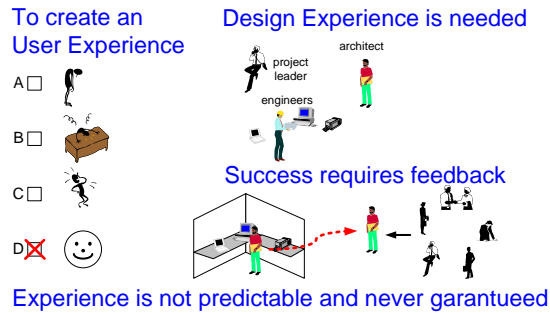 To create an
User Experience
A
B
C
D
Design Experience is needed
project
leader
architect
engineers
Success requires feedback
Experience is not predictable and never garantueed